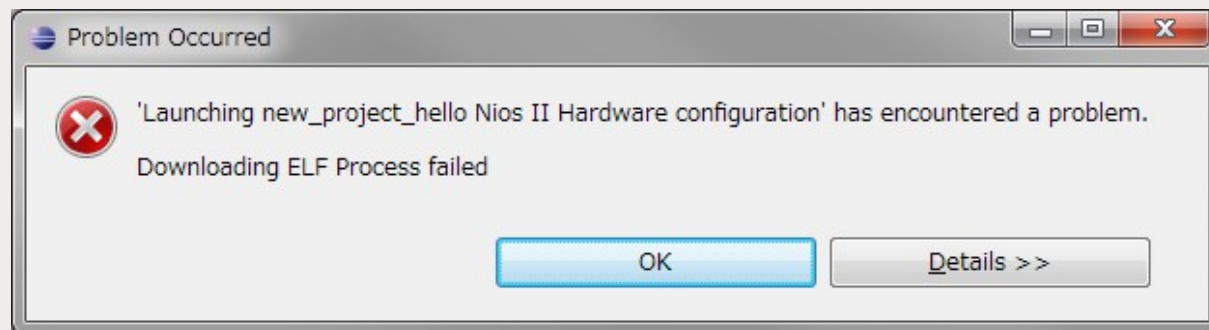 Problem Occurred
'Launching new_project_hello Nios II Hardware configuration' has encountered a problem.
Downloading ELF Process failed
OK
Details >>